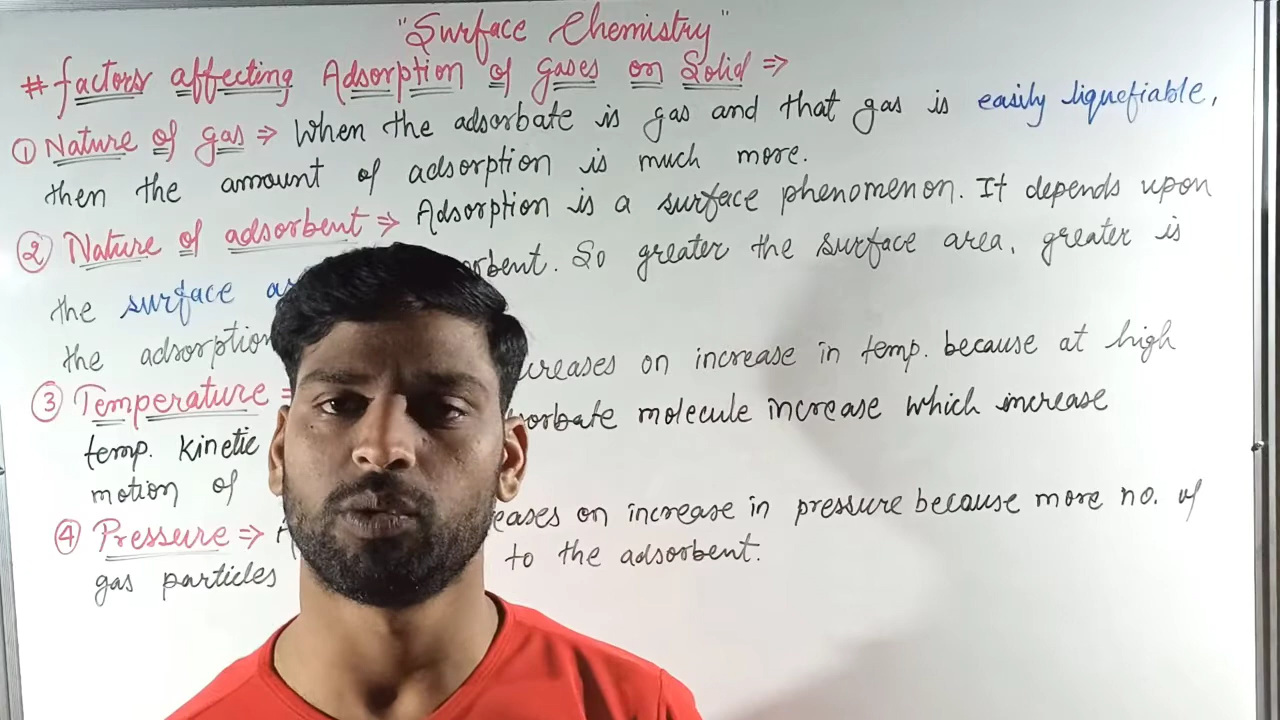 "Surface Chemistry"
# factors affecting Adsorption of gases on Solid ⇒
① Nature of gas ⇒ When the adsorbate is gas and that gas is easily liquefiable,
then the amount of adsorption is much more.
② Nature of adsorbent ⇒ Adsorption is a surface phenomenon. It depends upon
the surface orbent. So greater the surface area, greater is
the adsorption
③ Temperature = creases on increase in temp. because at high
temp. kinetic sorbate molecule increase which increase
motion of
④ Pressure ⇒ eases on increase in pressure because more no. of
gas particles to the adsorbent.